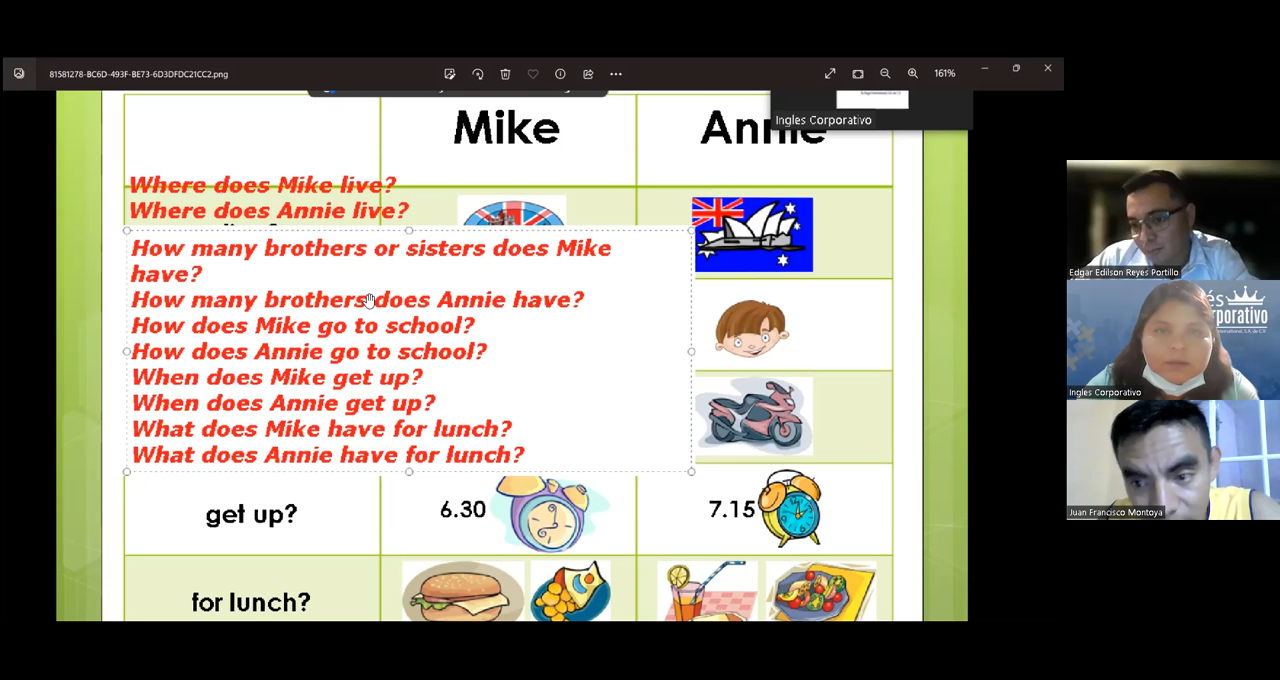 81581278-BC6D-493F-BE73-6D3DFDC21CC2.png
161%
Mike
Annie
Ingles Corporativo
Where does Mike live?
Where does Annie live?
How many brothers or sisters does Mike
have?
How many brothers does Annie have?
How does Mike go to school?
How does Annie go to school?
When does Mike get up?
When does Annie get up?
What does Mike have for lunch?
What does Annie have for lunch?
get up?
6.30
7.15
for lunch?
Edgar Edilson Reyes Portillo
Ingles Corporativo
Juan Francisco Montoya